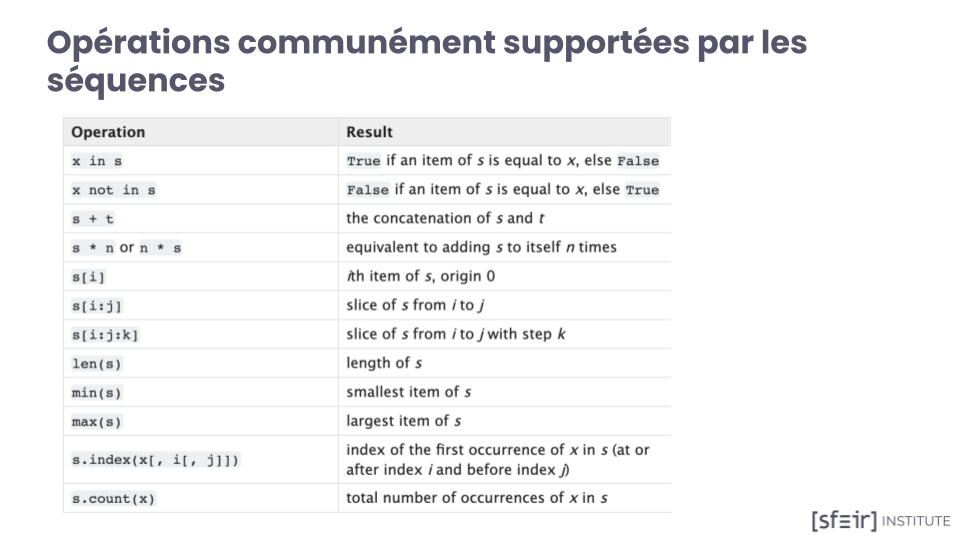 Opérations communément supportées par les
séquences
Operation Result
x in s True if an item of s is equal to x, else False
x not in s False if an item of s is equal to x, else True
s + t the concatenation of s and t
s * n or n * s equivalent to adding s to itself n times
s[i] ith item of s, origin 0
s[i:j] slice of s from i to j
s[i:j:k] slice of s from i to j with step k
len(s) length of s
min(s) smallest item of s
max(s) largest item of s
s.index(x[, i[, j]]) index of the first occurrence of x in s (at or
after index i and before index j)
s.count(x) total number of occurrences of x in s
[sfeir] INSTITUTE